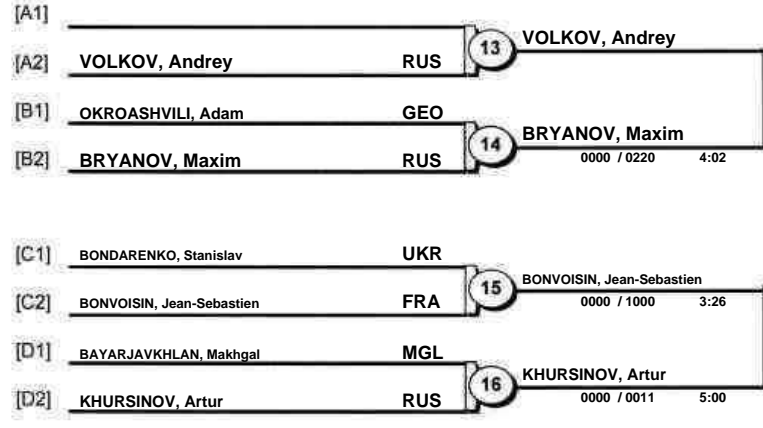 [A1]
13 VOLKOV, Andrey
[A2] VOLKOV, Andrey RUS
[B1] OKROASHVILI, Adam GEO
14 BRYANOV, Maxim
0000 / 0220 4:02
[B2] BRYANOV, Maxim RUS
[C1] BONDARENKO, Stanislav UKR
15 BONVOISIN, Jean-Sebastien
0000 / 1000 3:26
[C2] BONVOISIN, Jean-Sebastien FRA
[D1] BAYARJAVKHLAN, Makhgal MGL
16 KHURSINOV, Artur
0000 / 0011 5:00
[D2] KHURSINOV, Artur RUS